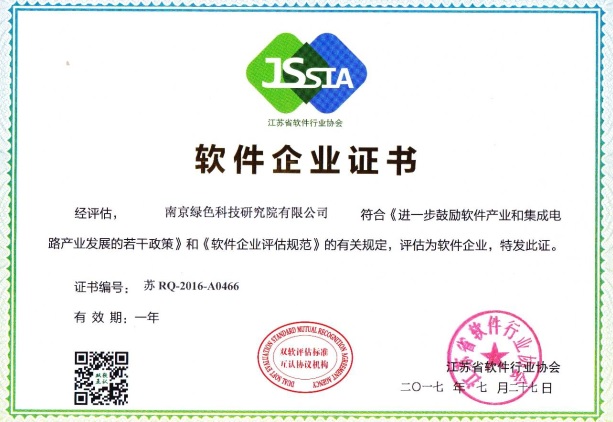 JSSIA
江苏省软件行业协会
软件企业证书
经评估， 南京绿色科技研究院有限公司 符合《进一步鼓励软件产业和集成电
路产业发展的若干政策》和《软件企业评估规范》的有关规定，评估为软件企业，特发此证。
证书编号： 苏 RQ-2016-A0466
有 效 期：一年
DUAL SOFT EVALUATION STANDARD MUTUAL RECOGNITION AGREEMENT AGENCY
双软评估标准
互认协议机构
江苏省软件行业协会
江苏省软件行业协会
二〇一七 年 七 月 二十七 日